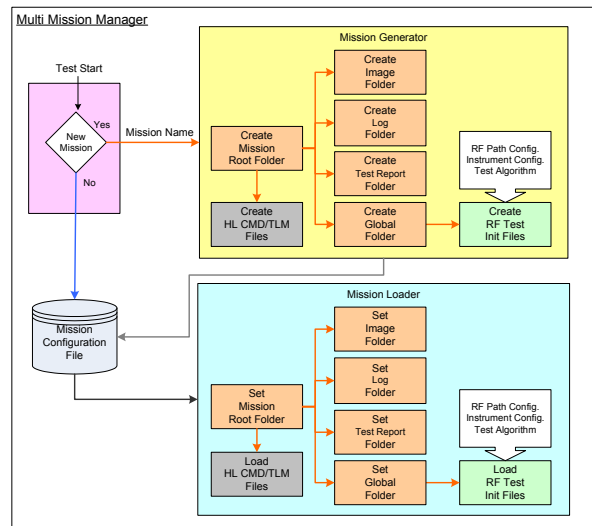 Multi Mission Manager
Test Start
New
Mission
Yes
No
Mission Name
Mission Generator
Create
Mission
Root Folder
Create
HL CMD/TLM
Files
Create
Image
Folder
Create
Log
Folder
Create
Test Report
Folder
Create
Global
Folder
RF Path Config.
Instrument Config.
Test Algorithm
Create
RF Test
Init Files
Mission
Configuration
File
Mission Loader
Set
Mission
Root Folder
Load
HL CMD/TLM
Files
Set
Image
Folder
Set
Log
Folder
Set
Test Report
Folder
Set
Global
Folder
RF Path Config.
Instrument Config.
Test Algorithm
Load
RF Test
Init Files